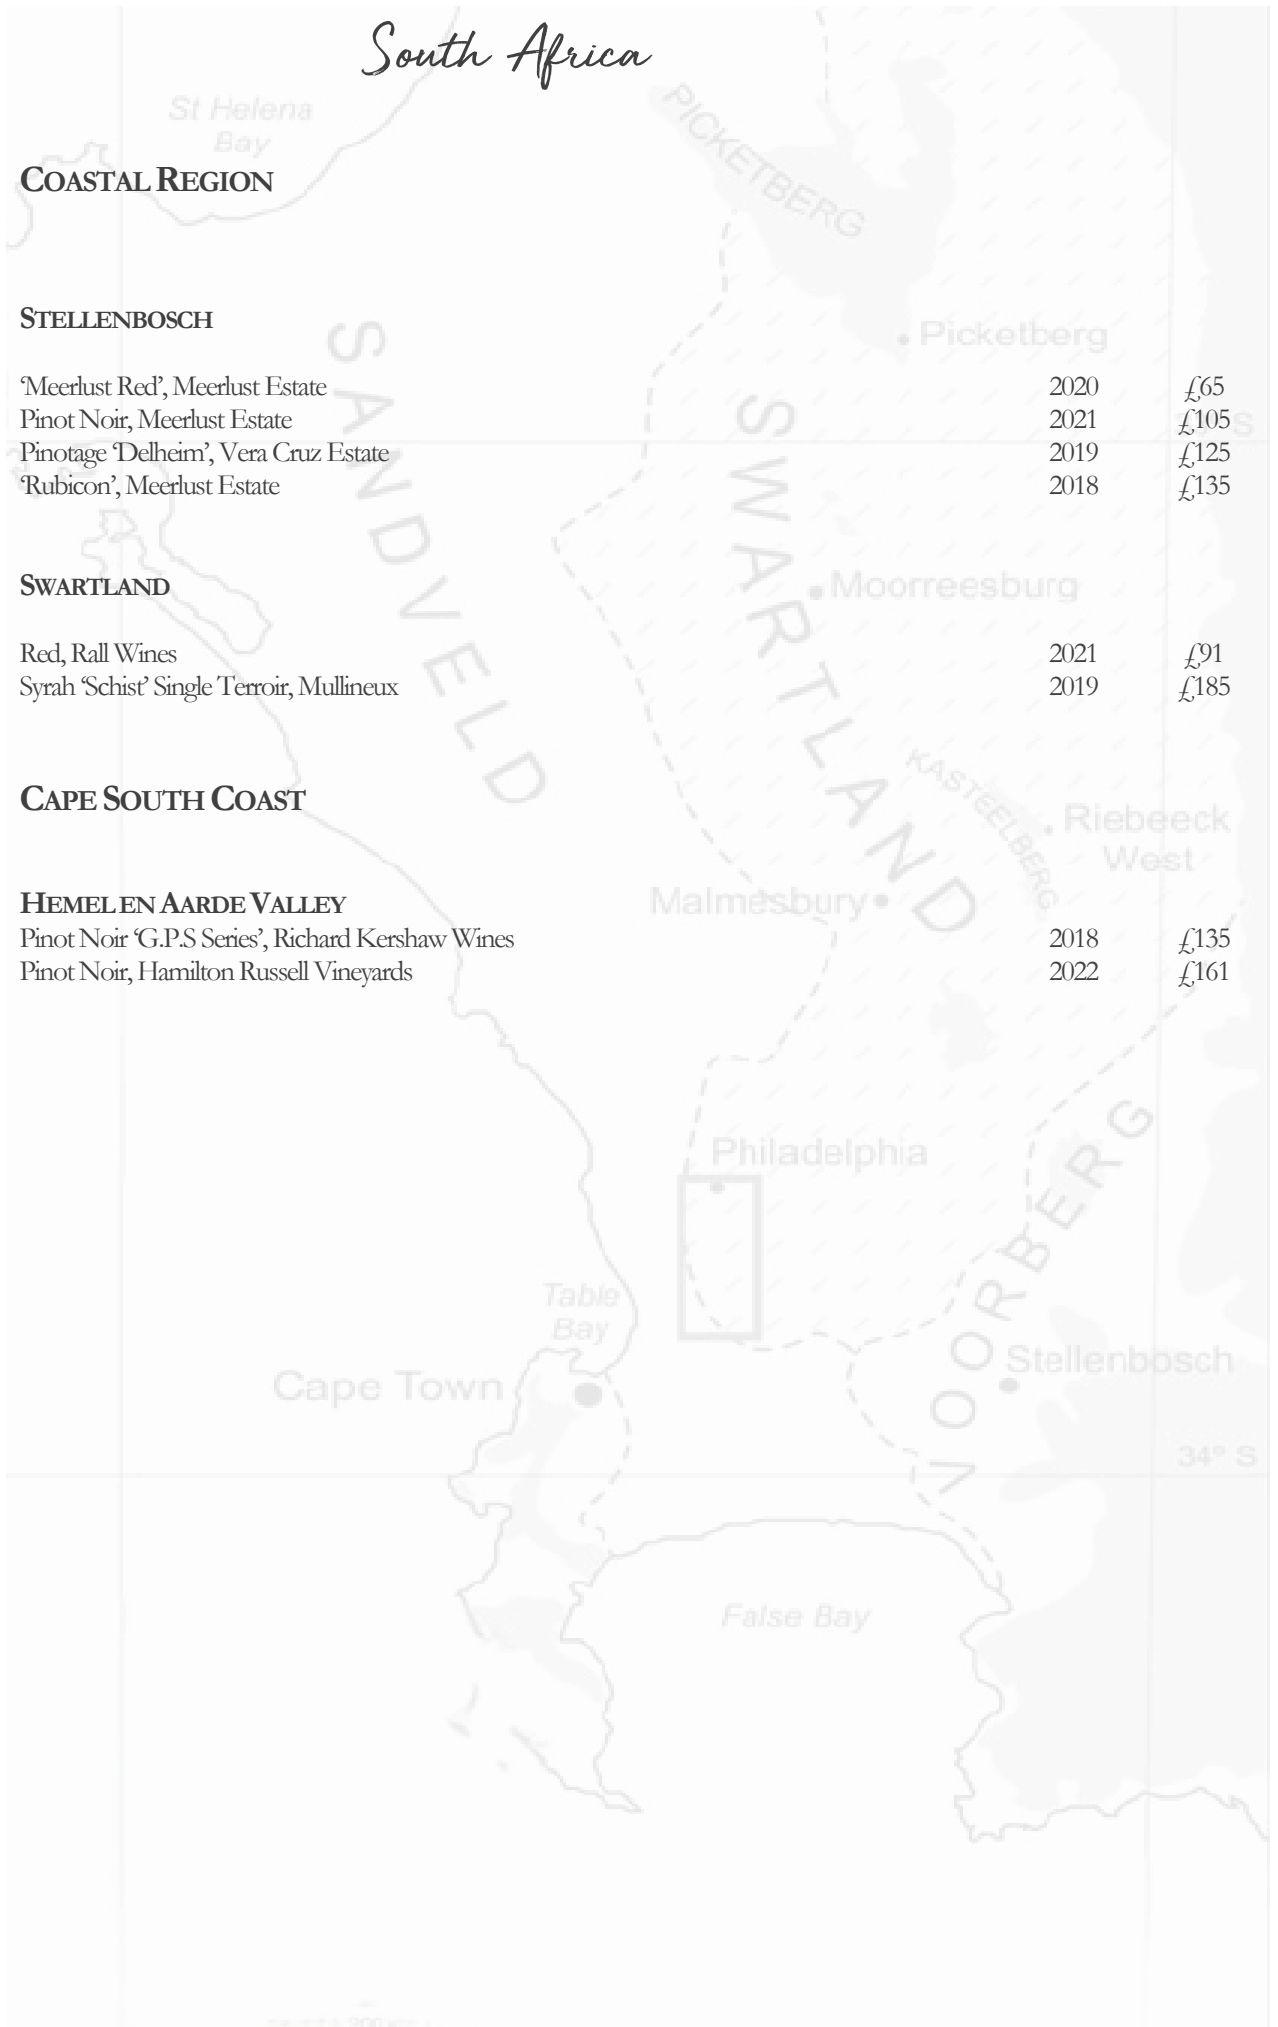 South Africa
St Helena
Bay
PICKETBERG
COASTAL REGION
STELLENBOSCH
Picketberg
‘Meerlust Red’, Meerlust Estate 2020 £65
Pinot Noir, Meerlust Estate 2021 £105
S
Pinotage ‘Delheim’, Vera Cruz Estate 2019 £125
‘Rubicon’, Meerlust Estate 2018 £135
SANDVELD
SWARTLAND
SWARTLAND
Moorreesburg
Red, Rall Wines 2021 £91
Syrah ‘Schist’ Single Terroir, Mullineux 2019 £185
KASTEELBERG
CAPE SOUTH COAST
Riebeeck
West
Malmesbury
HEMEL EN AARDE VALLEY
Pinot Noir ‘G.P.S Series’, Richard Kershaw Wines 2018 £135
Pinot Noir, Hamilton Russell Vineyards 2022 £161
Philadelphia
VOORBERG
Table
Bay
Stellenbosch
Cape Town
34° S
False Bay